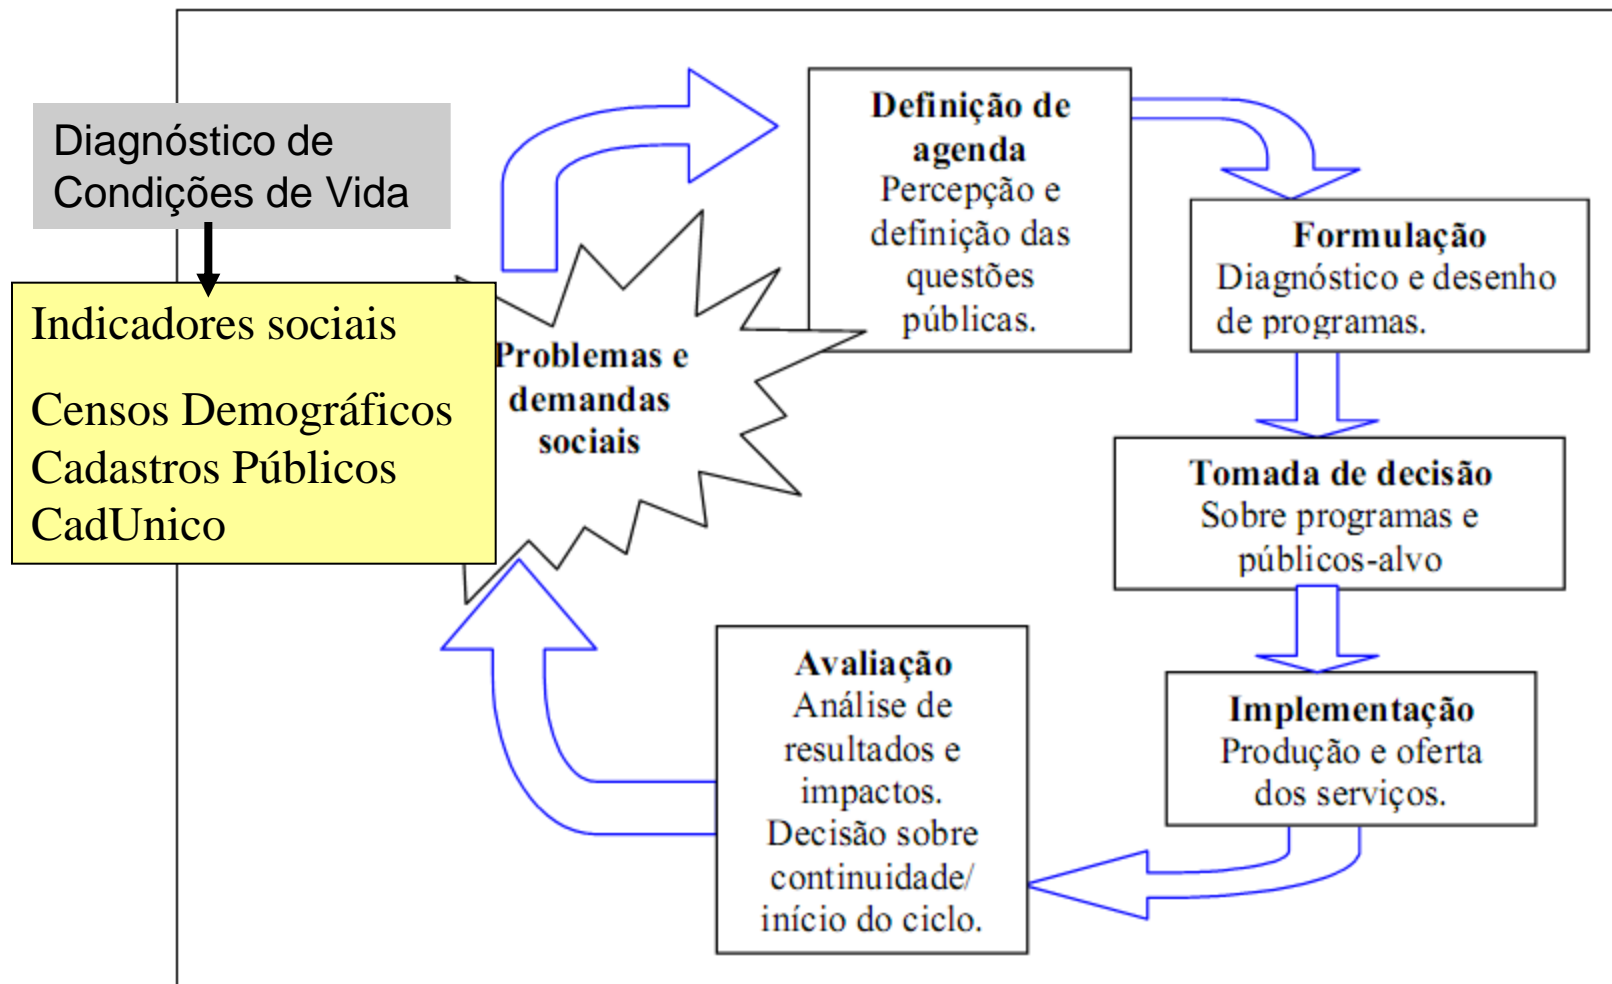 Diagnóstico de
Condições de Vida
Indicadores sociais
Censos Demográficos
Cadastros Públicos
CadUnico
Problemas e
demandas
sociais
Definição de
agenda
Percepção e
definição das
questões
públicas.
Formulação
Diagnóstico e desenho
de programas.
Tomada de decisão
Sobre programas e
públicos-alvo
Implementação
Produção e oferta
dos serviços.
Avaliação
Análise de
resultados e
impactos.
Decisão sobre
continuidade/
início do ciclo.